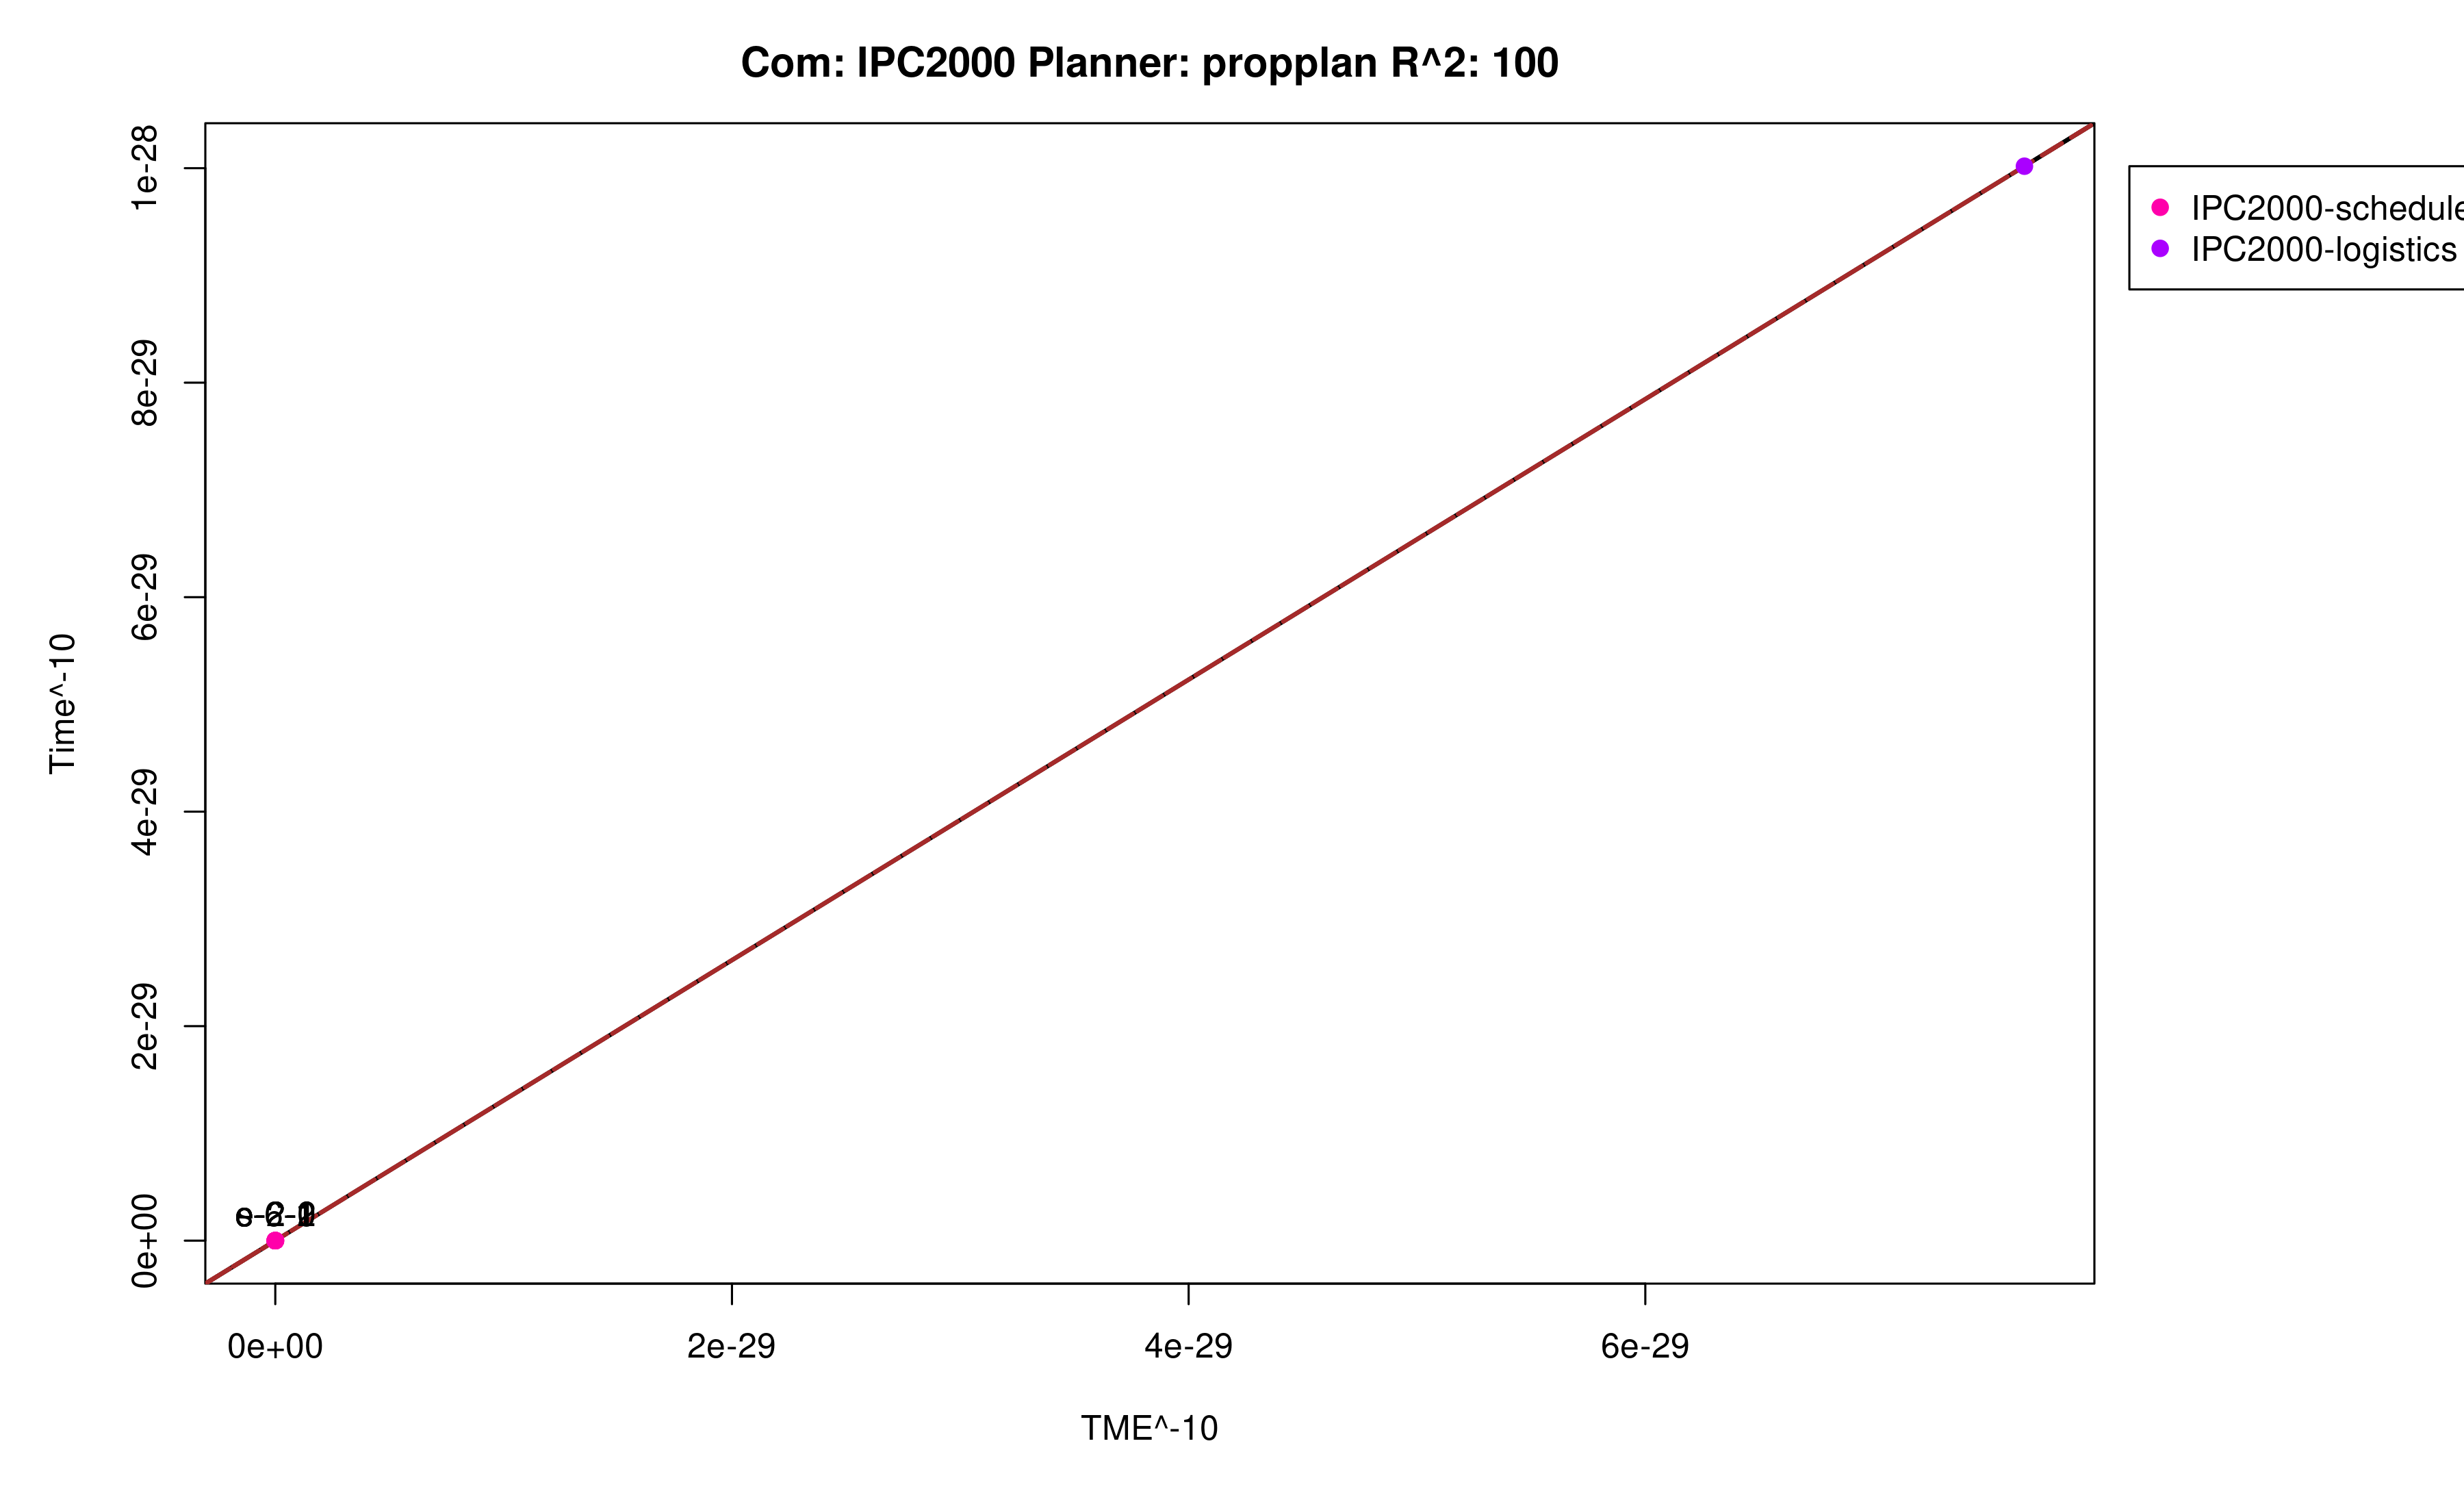 Com: IPC2000 Planner: propplan R^2: 100
1e-28
8e-29
6e-29
4e-29
2e-29
0e+00
Time^-10
IPC2000-schedule
IPC2000-logistics
0e+00
2e-29
4e-29
6e-29
TME^-10